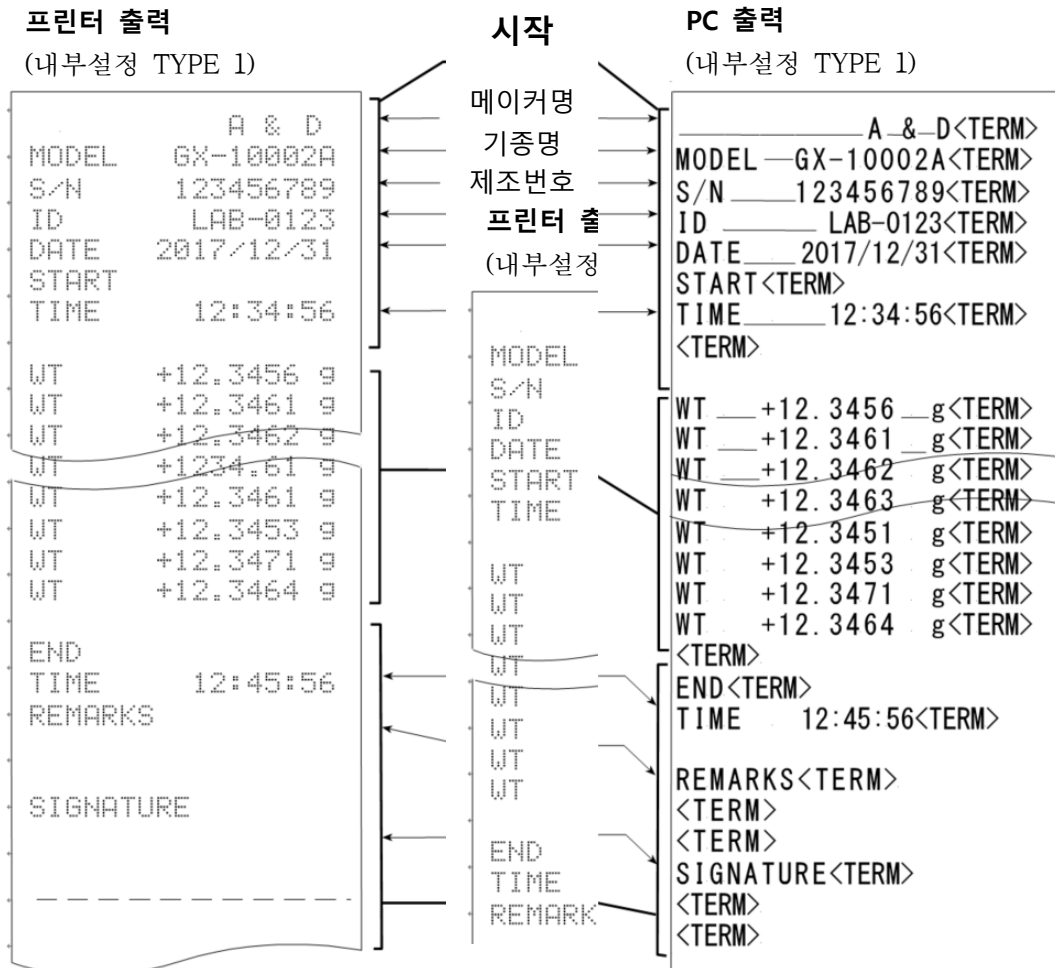 프린터 출력
(내부설정 TYPE 1)
A & D
MODEL GX-10002A
S/N 123456789
ID LAB-0123
DATE 2017/12/31
START
TIME 12:34:56
WT +12.3456 g
WT +12.3461 g
WT +12.3462 g
WT +1234.61 g
WT +12.3461 g
WT +12.3453 g
WT +12.3471 g
WT +12.3464 g
END
TIME 12:45:56
REMARKS
SIGNATURE
시작
메이커명
기종명
제조번호
프린터 출
(내부설정
MODEL
S/N
ID
DATE
START
TIME
WT
WT
WT
WT
WT
WT
WT
WT
END
TIME
REMARK
PC 출력
(내부설정 TYPE 1)
A & D<TERM>
MODEL GX-10002A<TERM>
S/N 123456789<TERM>
ID LAB-0123<TERM>
DATE 2017/12/31<TERM>
START<TERM>
TIME 12:34:56<TERM>
<TERM>
WT +12.3456 g<TERM>
WT +12.3461 g<TERM>
WT +12.3462 g<TERM>
WT +12.3463 g<TERM>
WT +12.3451 g<TERM>
WT +12.3453 g<TERM>
WT +12.3471 g<TERM>
WT +12.3464 g<TERM>
<TERM>
END<TERM>
TIME 12:45:56<TERM>
REMARKS<TERM>
<TERM>
<TERM>
SIGNATURE<TERM>
<TERM>
<TERM>